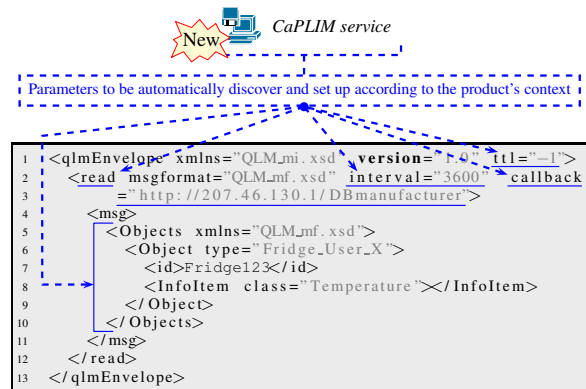 New
CaPLIM service
Parameters to be automatically discover and set up according to the product's context
1 <qlmEnvelope xmlns="QLM_mi.xsd version="1.0" ttl="−1">
2 <read msgformat="QLM_mf.xsd" interval="3600" callback
3 ="http://207.46.130.1/DBmanufacturer">
4 <msg>
5 <Objects xmlns="QLM_mf.xsd">
6 <Object type="Fridge_User_X">
7 <id>Fridge123</id>
8 <InfoItem class="Temperature"></InfoItem>
9 </Object>
10 </Objects>
11 </msg>
12 </read>
13 </qlmEnvelope>